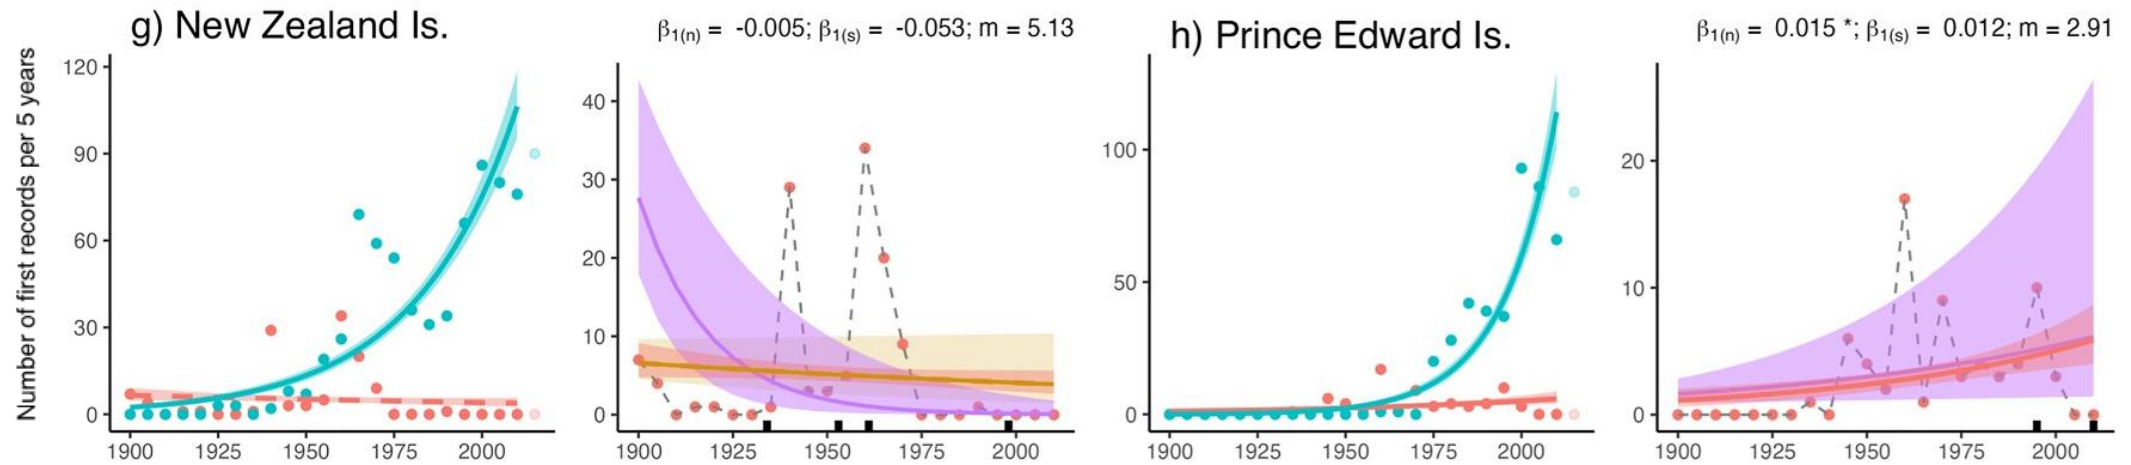 g) New Zealand Is.
β1(n) = -0.005; β1(s) = -0.053; m = 5.13
h) Prince Edward Is.
β1(n) = 0.015 *; β1(s) = 0.012; m = 2.91
Number of first records per 5 years
120
90
60
30
0
1900 1925 1950 1975 2000
40
30
20
10
0
1900 1925 1950 1975 2000
100
50
0
1900 1925 1950 1975 2000
20
10
0
1900 1925 1950 1975 2000